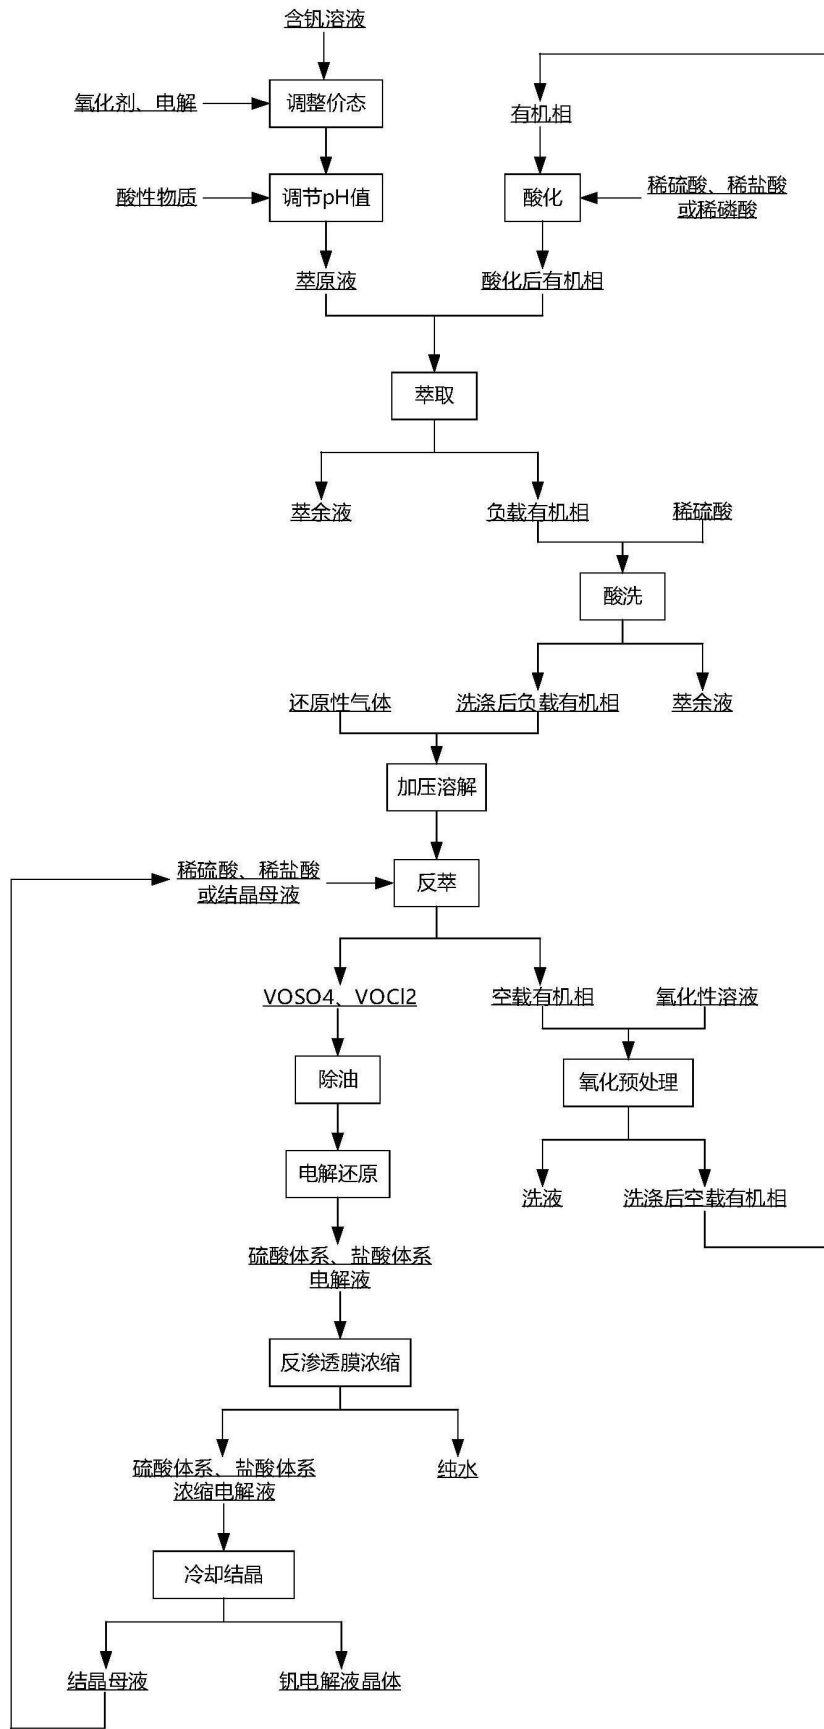 含钒溶液
氧化剂、电解
调整价态
有机相
酸性物质
调节pH值
酸化
稀硫酸、稀盐酸
或稀磷酸
萃原液
酸化后有机相
萃取
萃余液
负载有机相
稀硫酸
酸洗
还原性气体
洗涤后负载有机相
萃余液
加压溶解
稀硫酸、稀盐酸
或结晶母液
反萃
VOSO4、VOCl2
空载有机相
氧化性溶液
除油
氧化预处理
电解还原
洗液
洗涤后空载有机相
硫酸体系、盐酸体系
电解液
反渗透膜浓缩
硫酸体系、盐酸体系
浓缩电解液
纯水
冷却结晶
结晶母液
钒电解液晶体